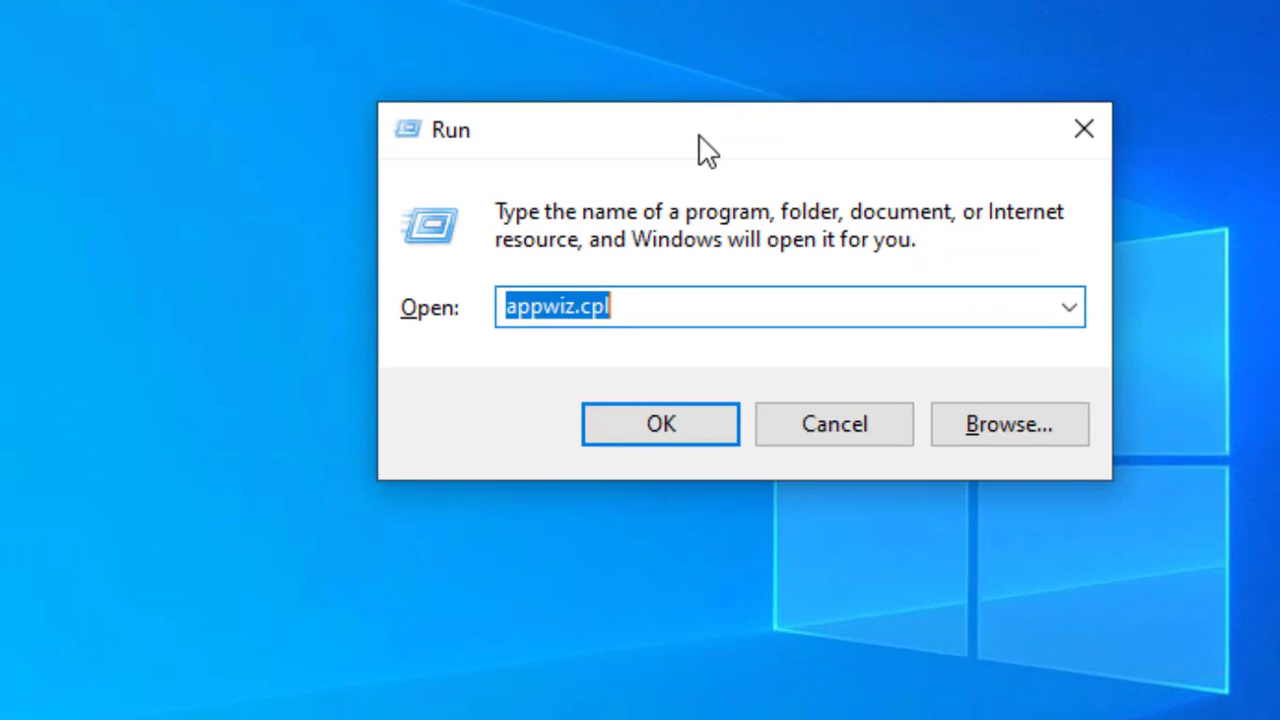 Run
Type the name of a program, folder, document, or Internet
resource, and Windows will open it for you.
Open:
appwiz.cpl
OK
Cancel
Browse...